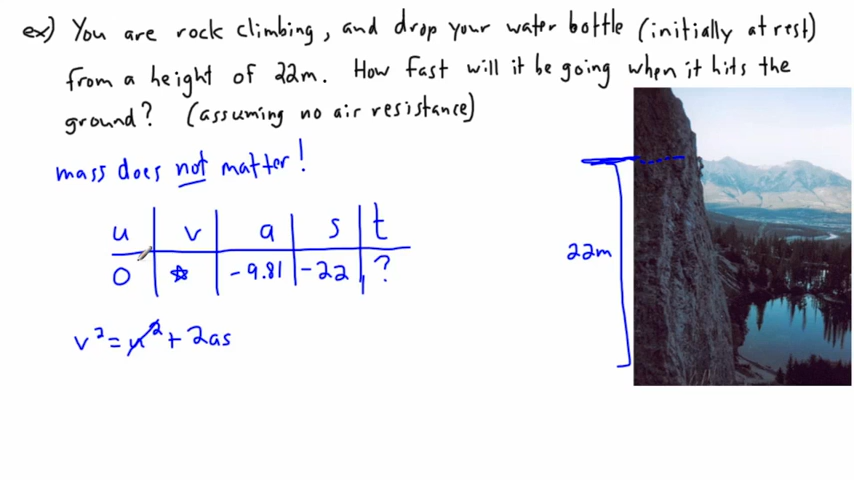 ex) You are rock climbing, and drop your water bottle (initially at rest)
from a height of 22m. How fast will it be going when it hits the
ground? (assuming no air resistance)
mass does not matter!
u v a s t
0 ☆ -9.81 -22 ?
22m
v² = u² + 2as